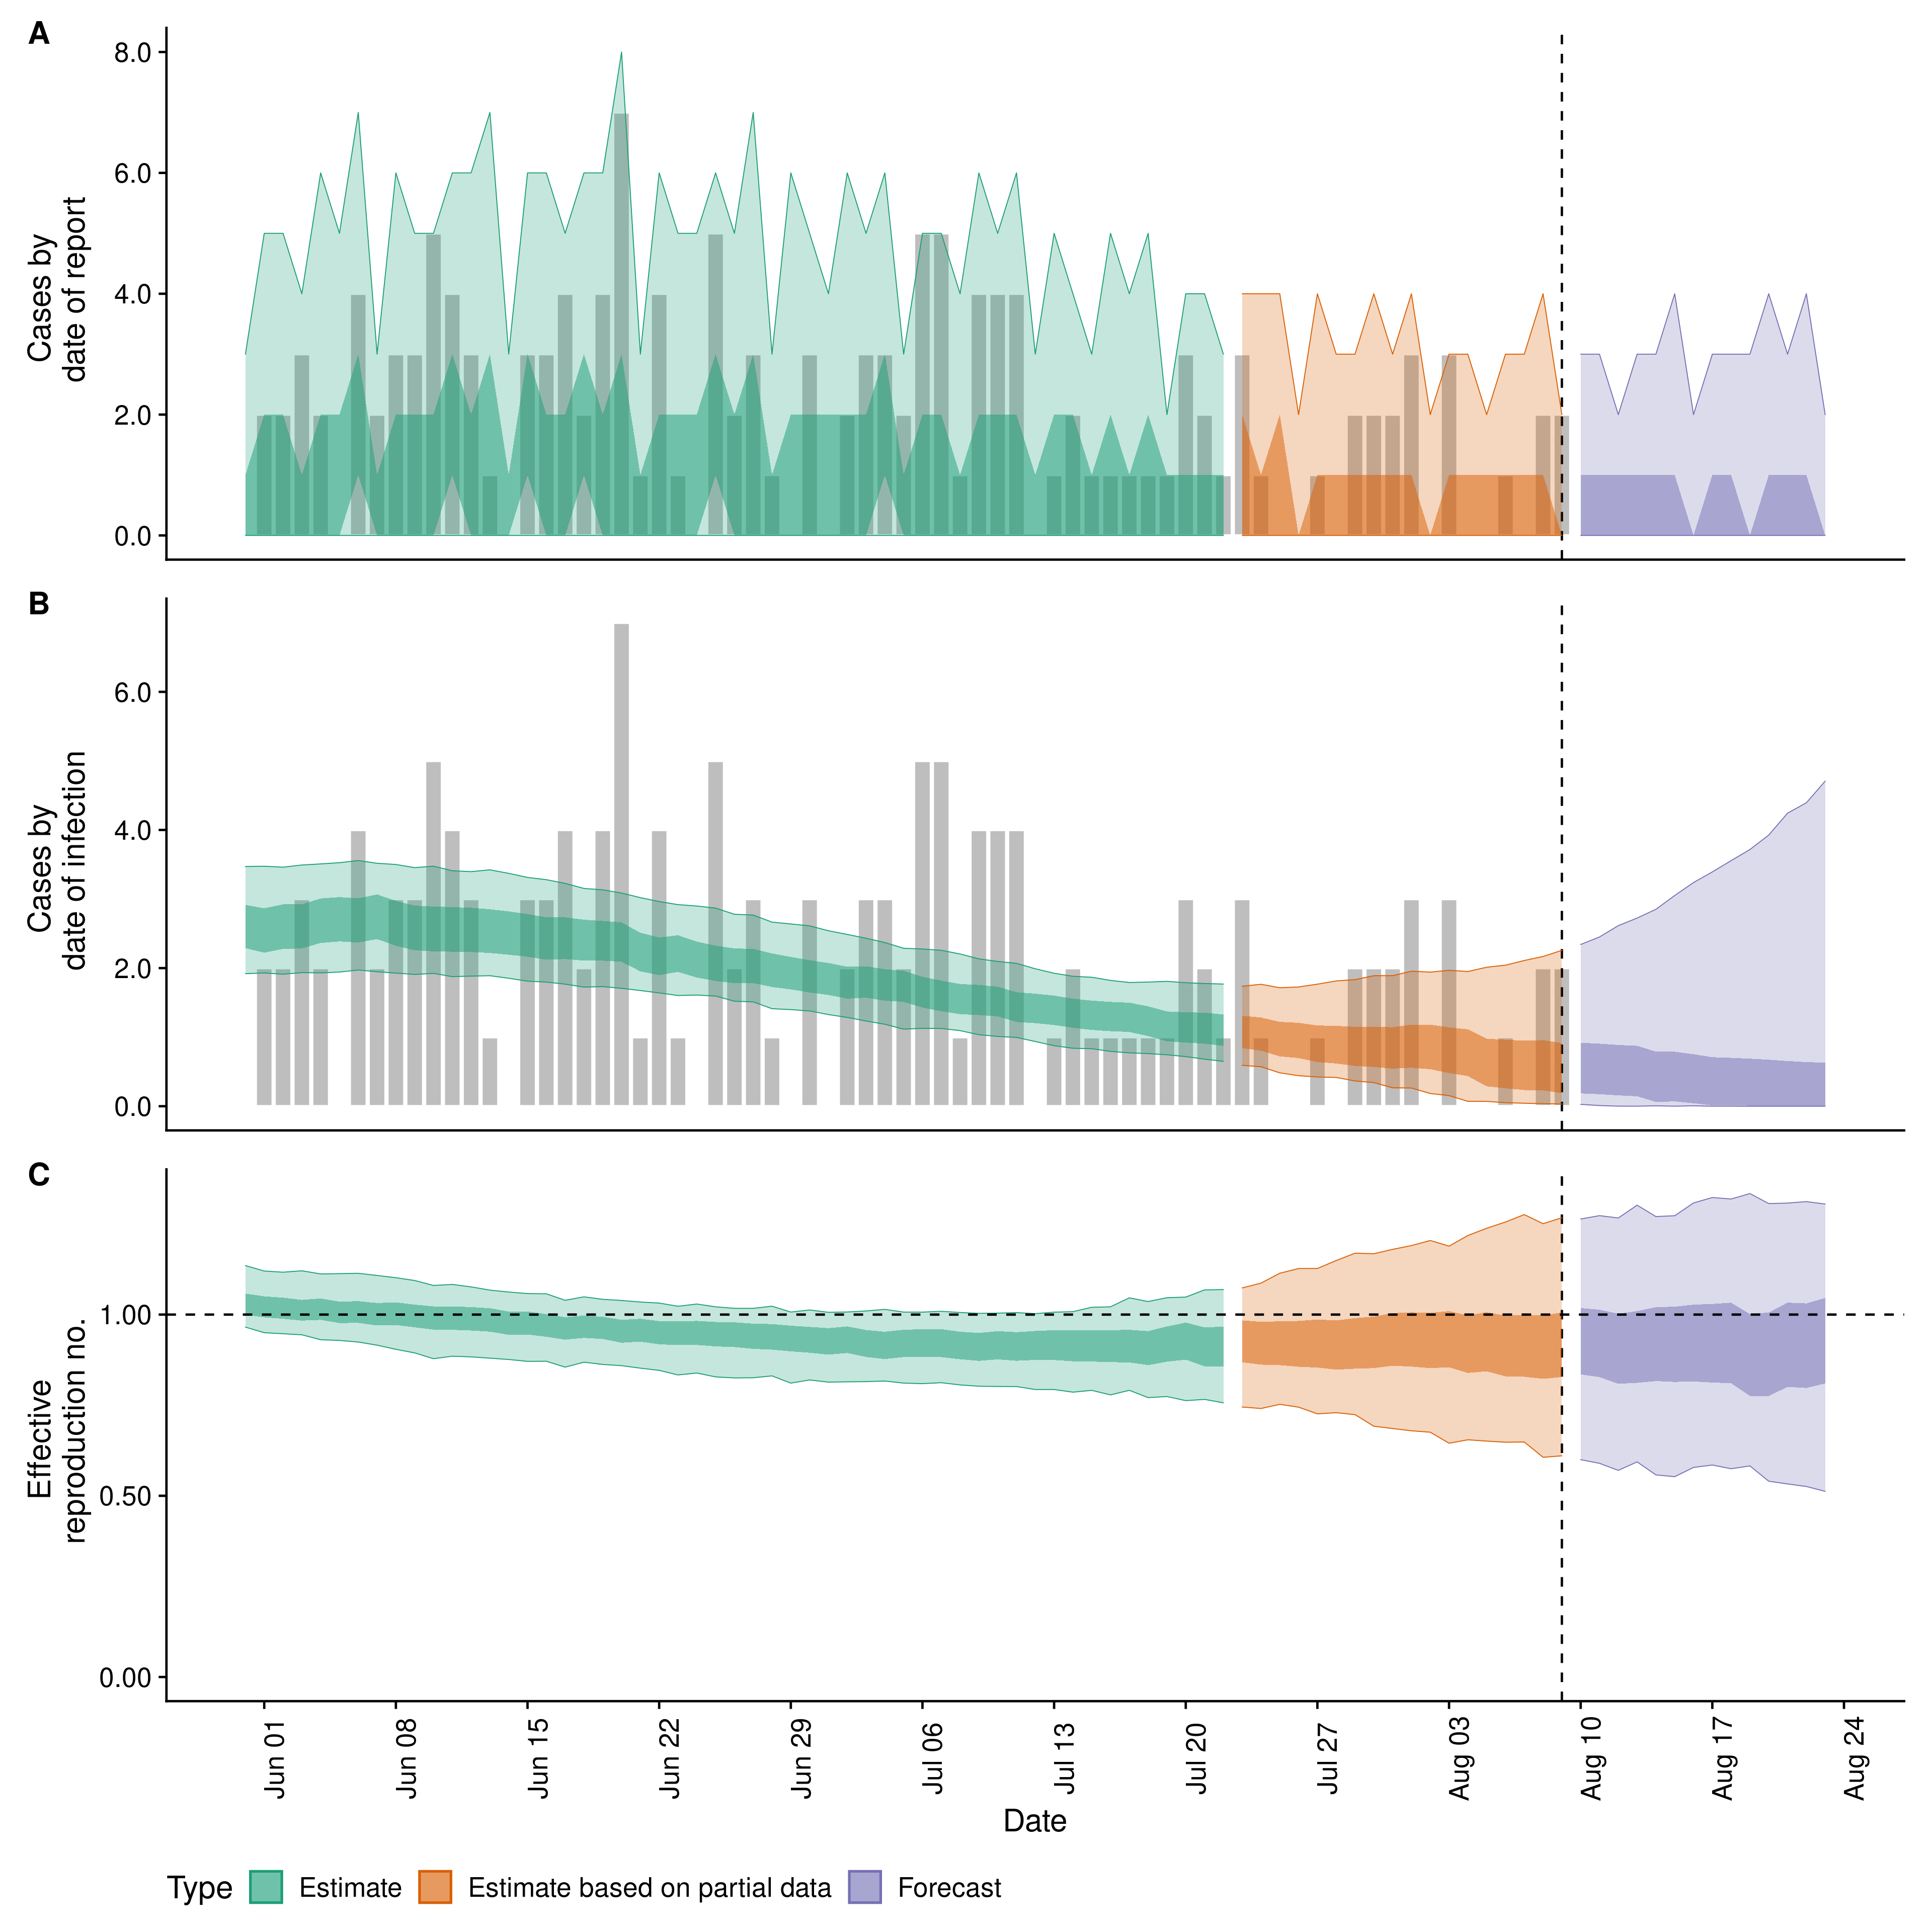 A
Cases by
date of report
8.0
6.0
4.0
2.0
0.0
B
Cases by
date of infection
6.0
4.0
2.0
0.0
C
Effective
reproduction no.
1.00
0.50
0.00
Jun 01
Jun 08
Jun 15
Jun 22
Jun 29
Jul 06
Jul 13
Jul 20
Jul 27
Aug 03
Aug 10
Aug 17
Aug 24
Date
Type Estimate Estimate based on partial data Forecast